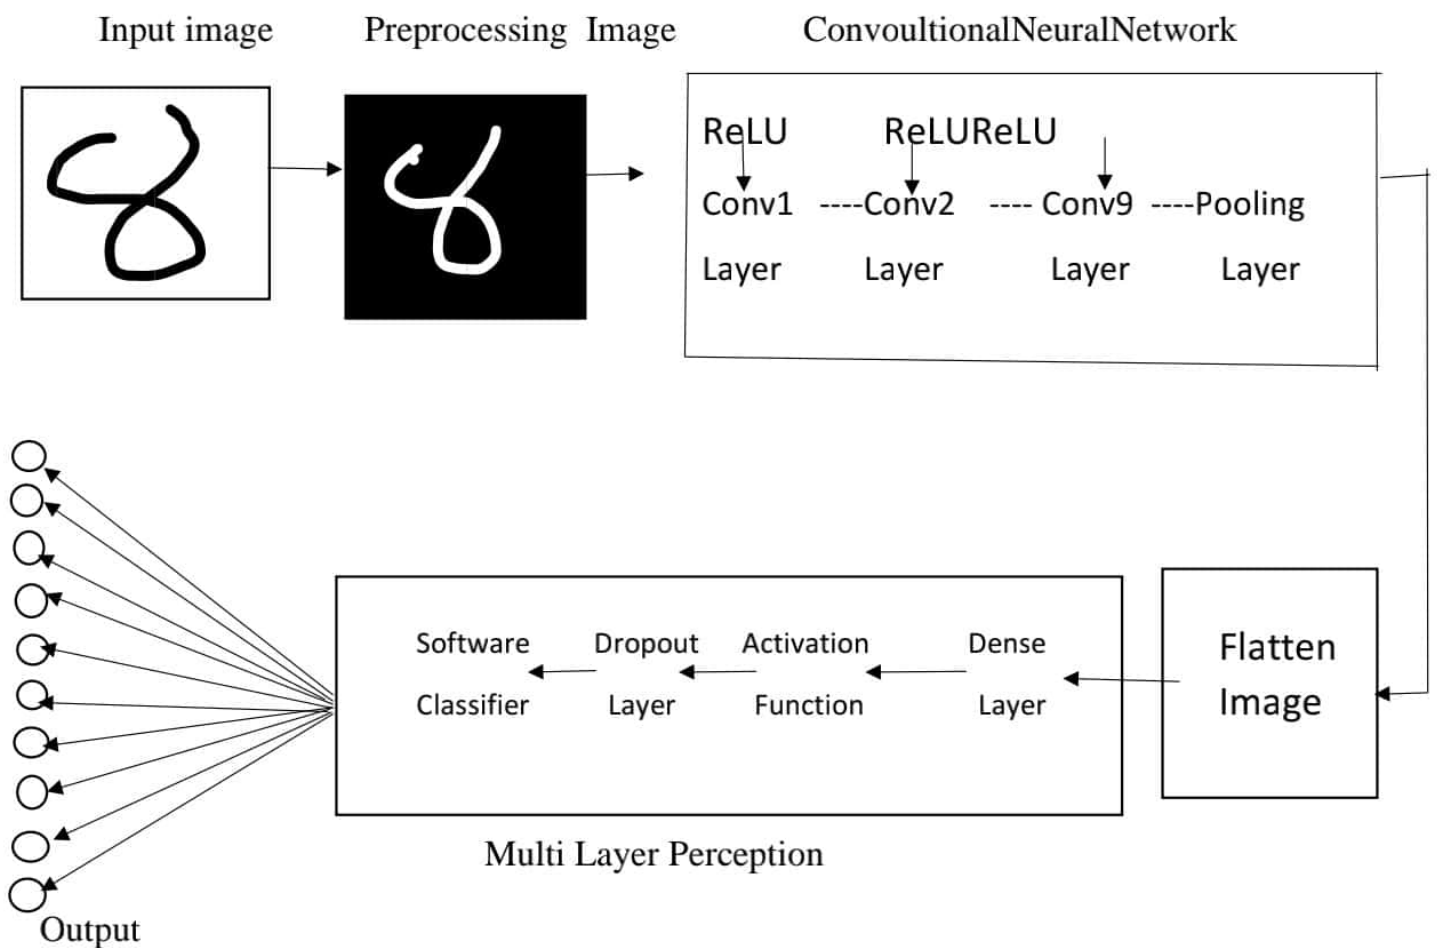 Input image
Preprocessing Image
ConvoultionalNeuralNetwork
ReLU ReLUReLU
Conv1 ----Conv2 ---- Conv9 ----Pooling
Layer Layer Layer Layer
Software Dropout Activation Dense
Classifier Layer Function Layer
Flatten
Image
Multi Layer Perception
Output